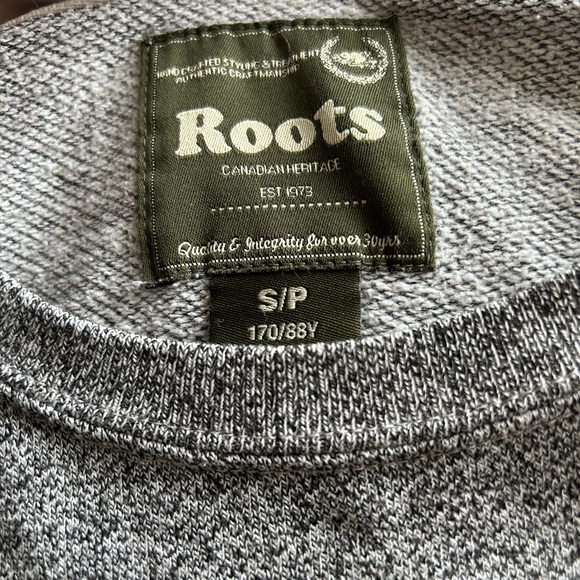 HAND CRAFTED STYLING & TREATMENT
AUTHENTIC CRAFTMANSHIP
Roots
CANADIAN HERITAGE
EST 1973
Quality & Integrity for over 30yrs
S/P
170/88Y